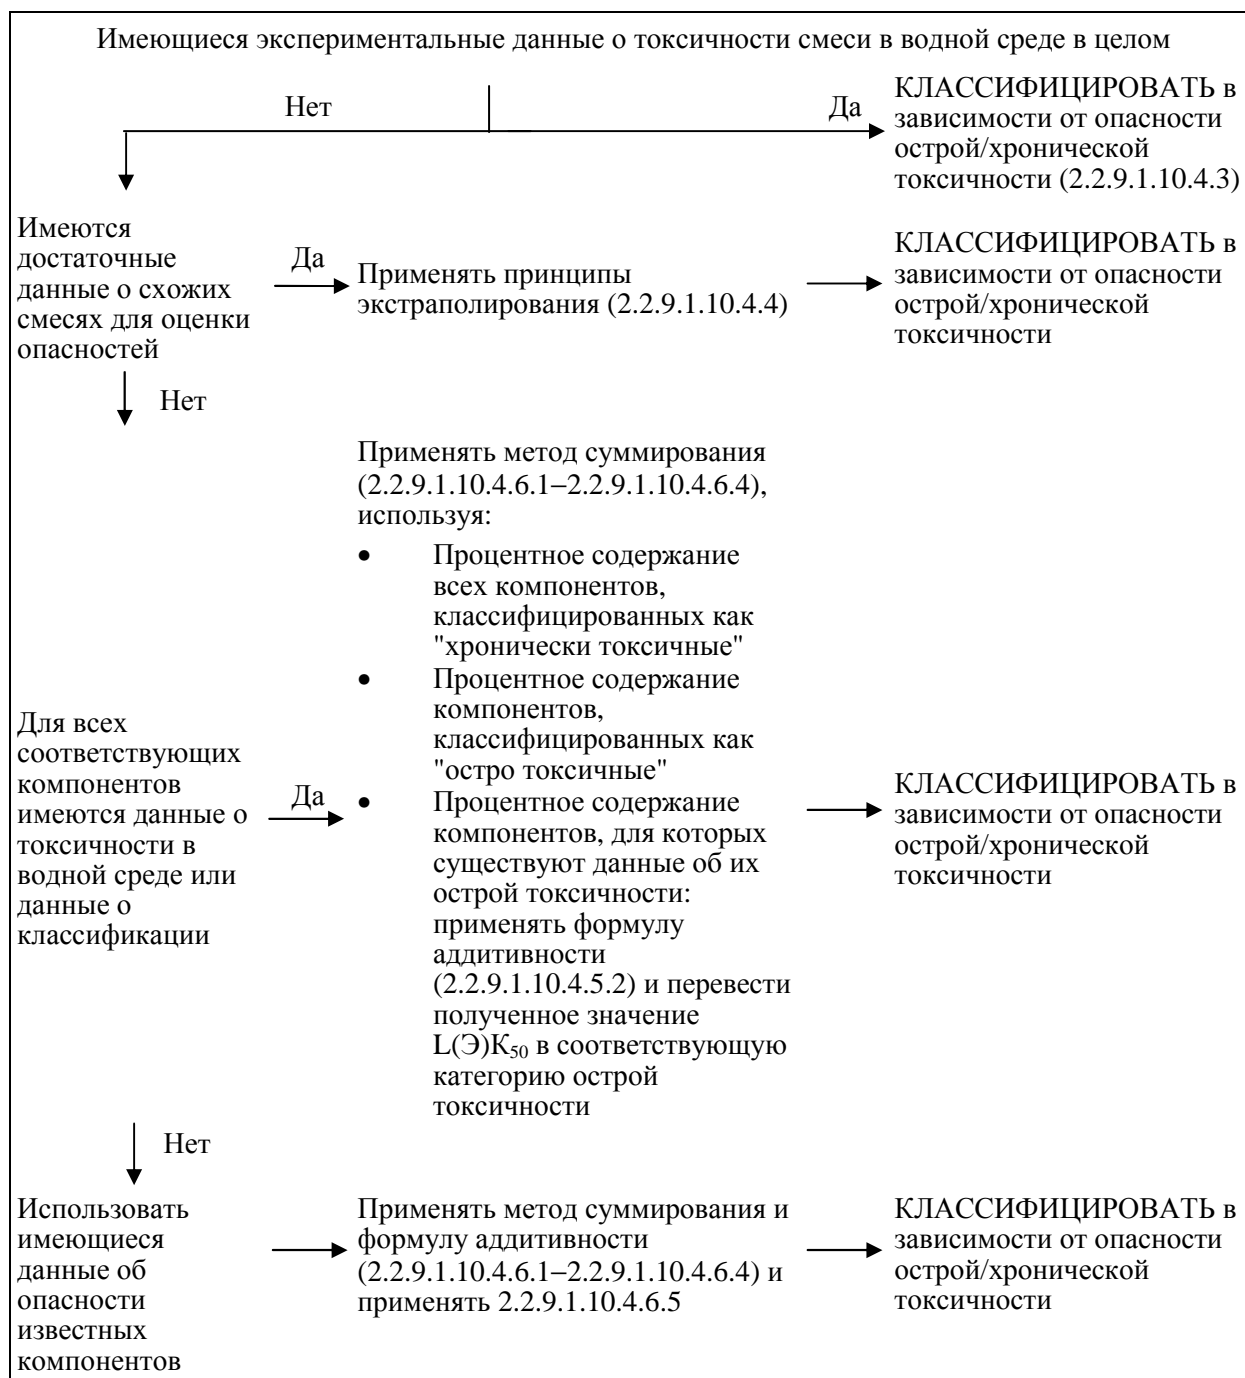 Имеющиеся экспериментальные данные о токсичности смеси в водной среде в целом
Нет
Да
КЛАССИФИЦИРОВАТЬ в
зависимости от опасности
острой/хронической
токсичности (2.2.9.1.10.4.3)
Имеются
достаточные
данные о схожих
смесях для оценки
опасностей
Да
Применять принципы
экстраполирования (2.2.9.1.10.4.4)
КЛАССИФИЦИРОВАТЬ в
зависимости от опасности
острой/хронической
токсичности
Нет
Для всех
соответствующих
компонентов
имеются данные о
токсичности в
водной среде или
данные о
классификации
Да
Применять метод суммирования
(2.2.9.1.10.4.6.1–2.2.9.1.10.4.6.4),
используя:
• Процентное содержание
всех компонентов,
классифицированных как
"хронически токсичные"
• Процентное содержание
компонентов,
классифицированных как
"остро токсичные"
• Процентное содержание
компонентов, для которых
существуют данные об их
острой токсичности:
применять формулу
аддитивности
(2.2.9.1.10.4.5.2) и перевести
полученное значение
L(Э)К₅₀ в соответствующую
категорию острой
токсичности
КЛАССИФИЦИРОВАТЬ в
зависимости от опасности
острой/хронической
токсичности
Нет
Использовать
имеющиеся
данные об
опасности
известных
компонентов
Применять метод суммирования и
формулу аддитивности
(2.2.9.1.10.4.6.1–2.2.9.1.10.4.6.4) и
применять 2.2.9.1.10.4.6.5
КЛАССИФИЦИРОВАТЬ в
зависимости от опасности
острой/хронической
токсичности